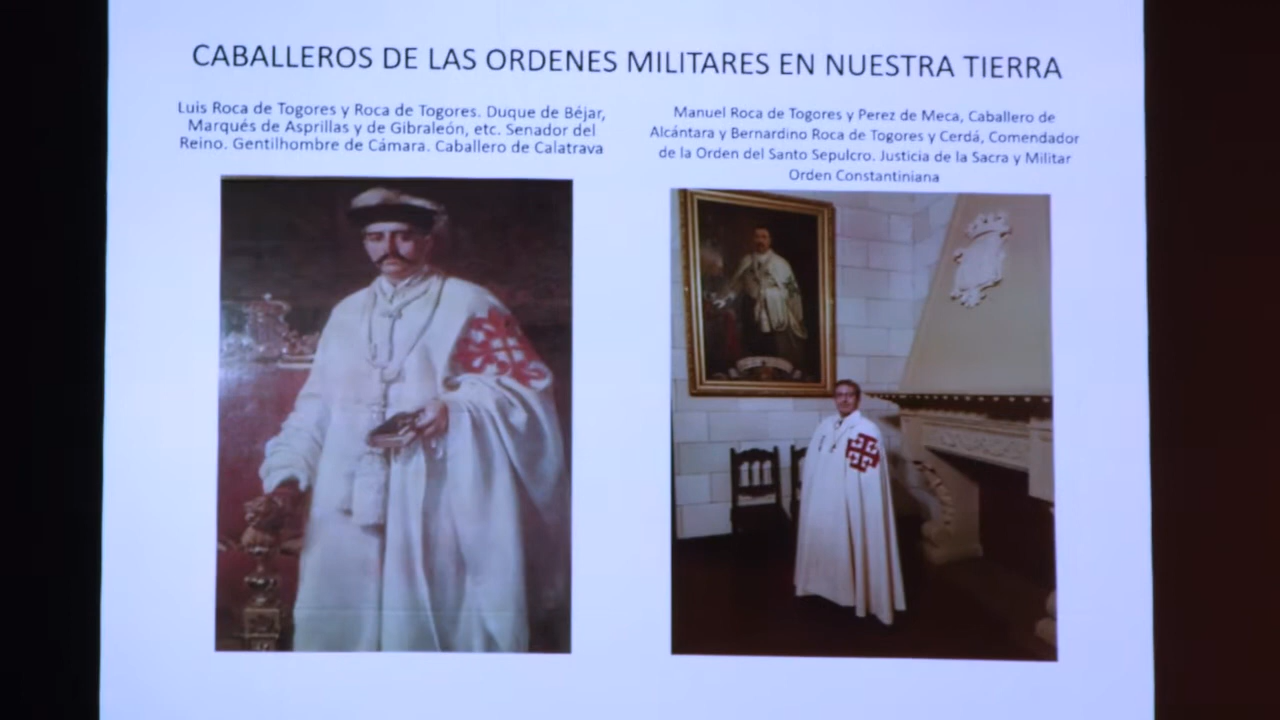 CABALLEROS DE LAS ORDENES MILITARES EN NUESTRA TIERRA
Luis Roca de Togores y Roca de Togores. Duque de Béjar,
Marqués de Asprillas y de Gibraleón, etc. Senador del
Reino. Gentilhombre de Cámara. Caballero de Calatrava
Manuel Roca de Togores y Perez de Meca, Caballero de
Alcántara y Bernardino Roca de Togores y Cerdá, Comendador
de la Orden del Santo Sepulcro. Justicia de la Sacra y Militar
Orden Constantiniana